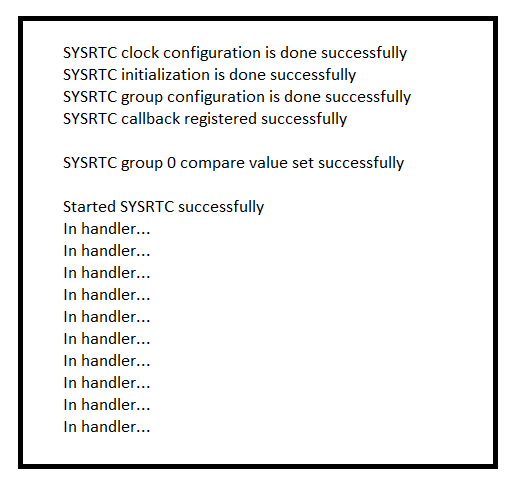 SYSRTC clock configuration is done successfully
SYSRTC initialization is done successfully
SYSRTC group configuration is done successfully
SYSRTC callback registered successfully
SYSRTC group 0 compare value set successfully
Started SYSRTC successfully
In handler...
In handler...
In handler...
In handler...
In handler...
In handler...
In handler...
In handler...
In handler...
In handler...